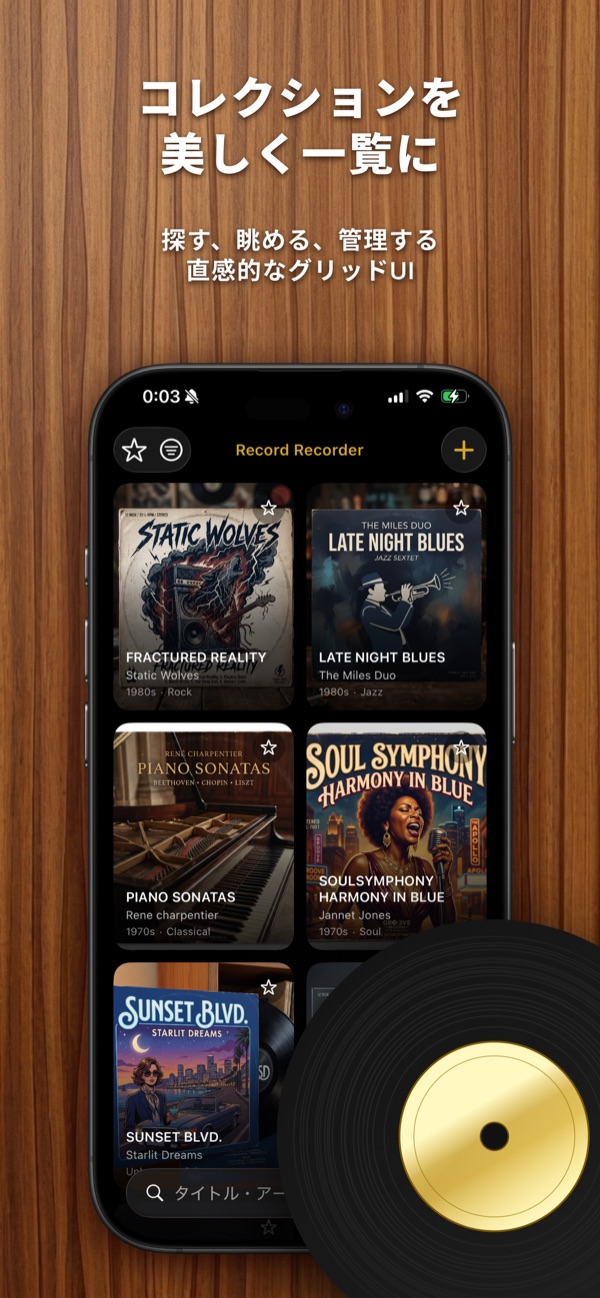 コレクションを
美しく一覧に
探す、眺める、管理する
直感的なグリッドUI
0:03
Record Recorder
STATIC WOLVES
FRACTURED REALITY
Static Wolves
1980s · Rock
THE MILES DUO
LATE NIGHT BLUES
JAZZ SEXTET
LATE NIGHT BLUES
The Miles Duo
1980s · Jazz
RENE CHARPENTIER
PIANO SONATAS
BEETHOVEN • CHOPIN • LISZT
PIANO SONATAS
Rene charpentier
1970s · Classical
SOUL SYMPHONY
HARMONY IN BLUE
APOLLO
SOULSYMPHONY
HARMONY IN BLUE
Jannet Jones
1970s · Soul
SUNSET BLVD.
STARLIT DREAMS
SUNSET BLVD.
Starlit Dreams
タイトル・アー